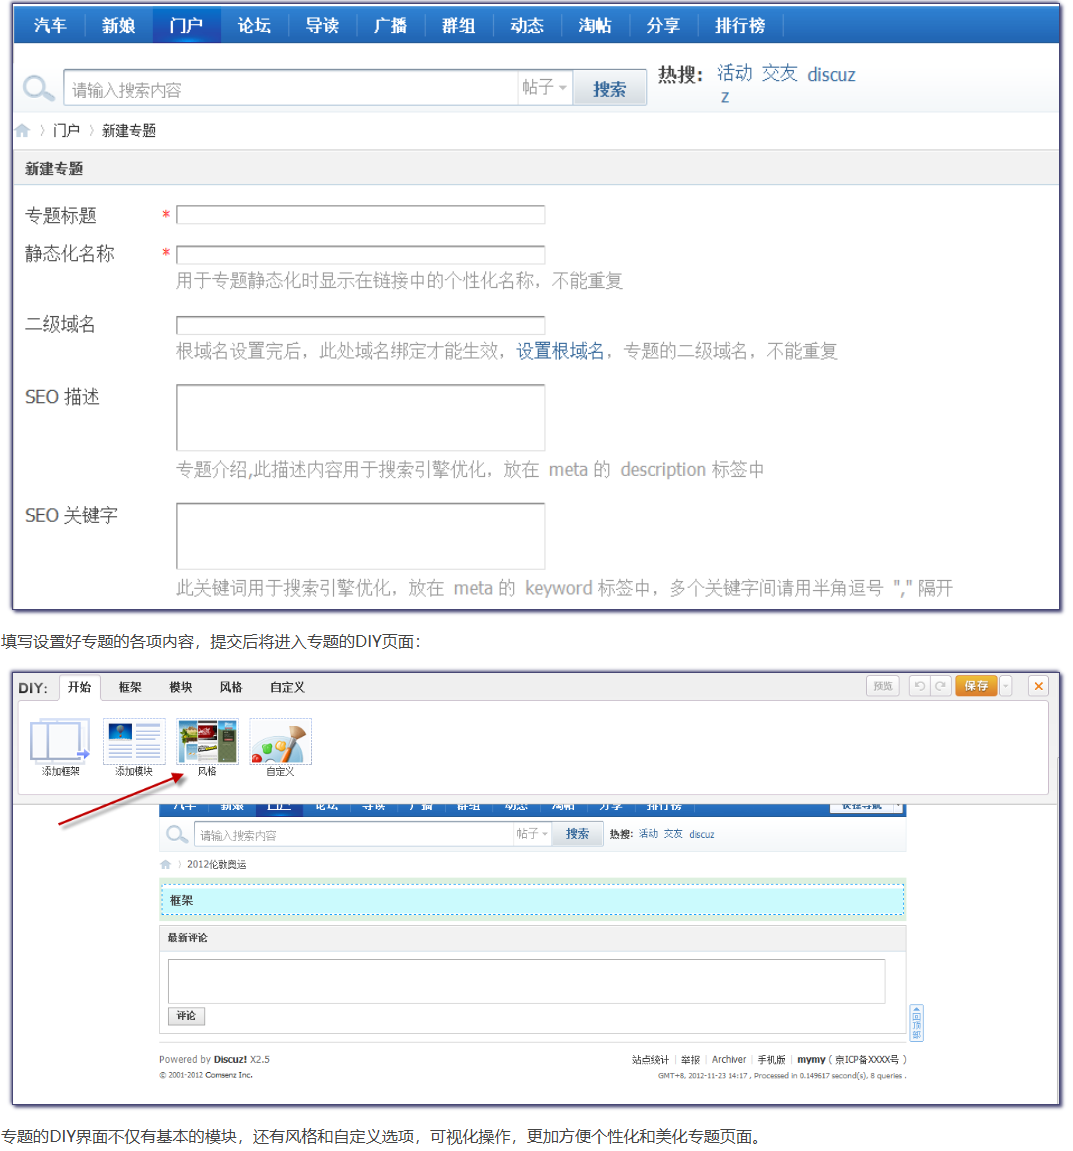 汽车 新娘 门户 论坛 导读 广播 群组 动态 淘帖 分享 排行榜
请输入搜索内容 帖子 搜索 热搜: 活动 交友 discuz
z
门户 新建专题
新建专题
专题标题 *
静态化名称 *
用于专题静态化时显示在链接中的个性化名称，不能重复
二级域名
根域名设置完后，此处域名绑定才能生效，设置根域名，专题的二级域名，不能重复
SEO 描述
专题介绍,此描述内容用于搜索引擎优化，放在 meta 的 description 标签中
SEO 关键字
此关键词用于搜索引擎优化，放在 meta 的 keyword 标签中，多个关键字间请用半角逗号 "," 隔开
填写设置好专题的各项内容，提交后将进入专题的DIY页面：
DIY: 开始 框架 模块 风格 自定义 预览 保存
添加框架 添加模块 风格 自定义
汽车 新娘 门户 论坛 导读 广播 群组 动态 淘帖 分享 排行榜 快捷导航
请输入搜索内容 帖子 搜索 热搜: 活动 交友 discuz
2012伦敦奥运
框架
最新评论
评论
返回顶部
Powered by Discuz! X2.5 站点统计 | 举报 | Archiver | 手机版 | mymy ( 京ICP备XXXX号 )
© 2001-2012 Comsenz Inc. GMT+8, 2012-11-23 14:17 , Processed in 0.149617 second(s), 8 queries .
专题的DIY界面不仅有基本的模块，还有风格和自定义选项，可视化操作，更加方便个性化和美化专题页面。